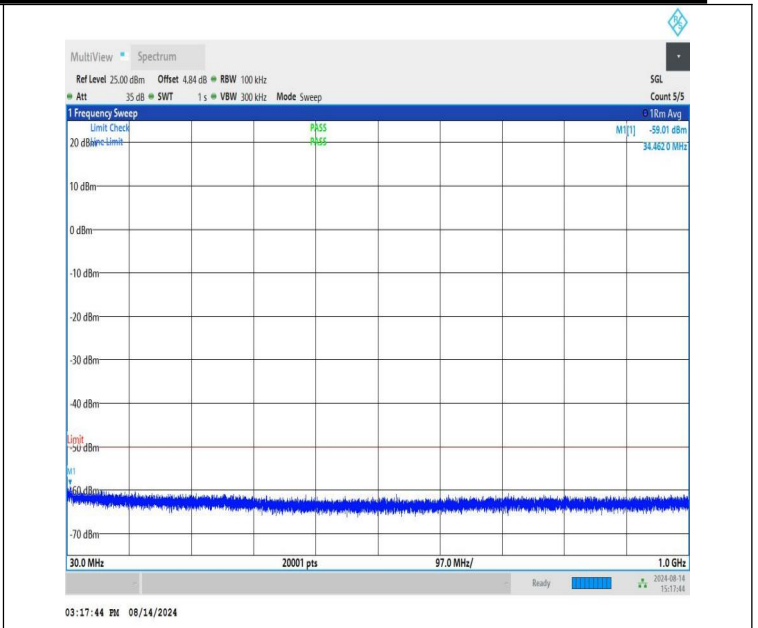 MultiView Spectrum
Ref Level 25.00 dBm Offset 4.84 dB RBW 100 kHz SGL
Att 35 dB SWT 1 s VBW 300 kHz Mode Sweep Count 5/5
1 Frequency Sweep 1Rm Avg
Limit Check PASS M1[1] -59.01 dBm
20 dBm Line Limit PASS 34.462 0 MHz
10 dBm
0 dBm
-10 dBm
-20 dBm
-30 dBm
-40 dBm
Limit
-50 dBm
M1
-60 dBm
-70 dBm
30.0 MHz 20001 pts 97.0 MHz/ 1.0 GHz
Ready 2024-08-14
15:17:44
03:17:44 PM 08/14/2024